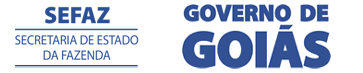 SEFAZ
SECRETARIA DE ESTADO
DA FAZENDA
GOVERNO DE
GOIÁS